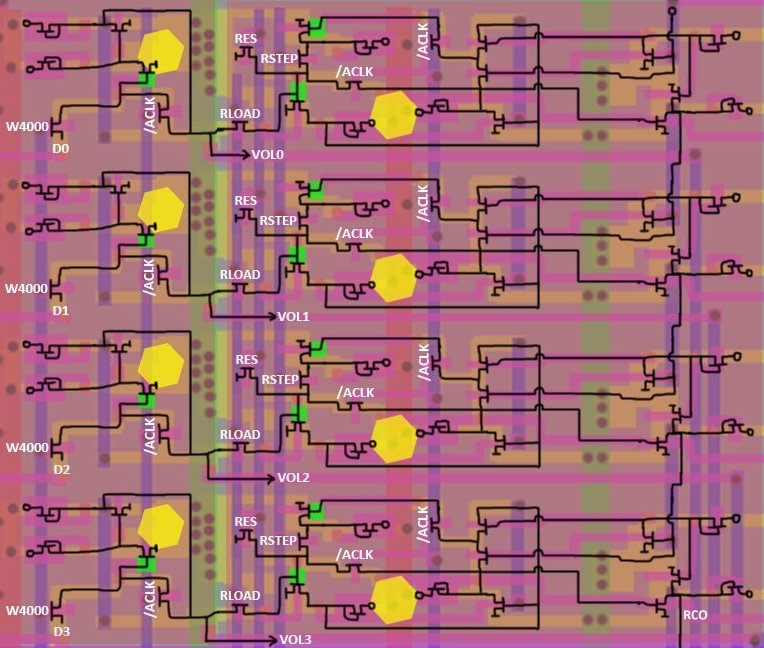 RES
/ACLK
RSTEP
/ACLK
/ACLK
RLOAD
W4000
D0
VOL0
RES
/ACLK
RSTEP
/ACLK
/ACLK
RLOAD
W4000
D1
VOL1
RES
/ACLK
RSTEP
/ACLK
/ACLK
RLOAD
W4000
D2
VOL2
RES
/ACLK
RSTEP
/ACLK
/ACLK
RLOAD
W4000
RCO
D3
VOL3